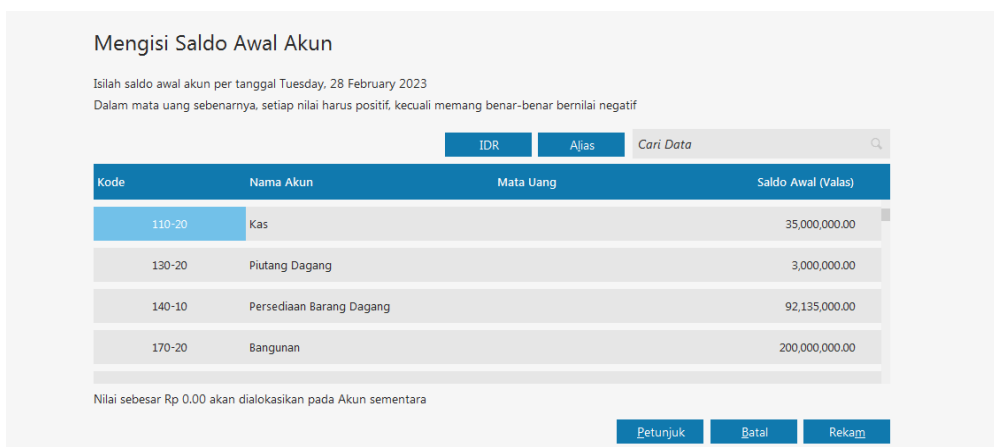 Mengisi Saldo Awal Akun
Isilah saldo awal akun per tanggal Tuesday, 28 February 2023
Dalam mata uang sebenarnya, setiap nilai harus positif, kecuali memang benar-benar bernilai negatif
IDR Alias Cari Data
Kode Nama Akun Mata Uang Saldo Awal (Valas)
110-20 Kas 35,000,000.00
130-20 Piutang Dagang 3,000,000.00
140-10 Persediaan Barang Dagang 92,135,000.00
170-20 Bangunan 200,000,000.00
Nilai sebesar Rp 0.00 akan dialokasikan pada Akun sementara
Petunjuk Batal Rekam